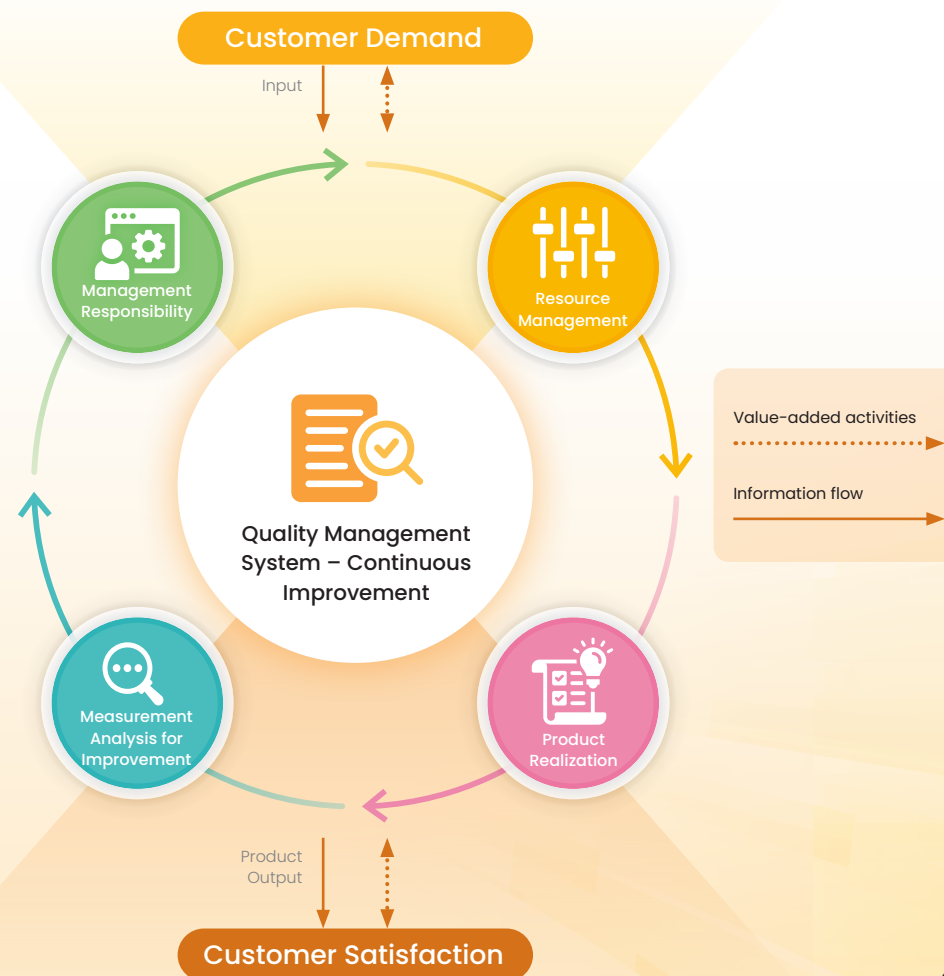 Customer Demand
Input
Management
Responsibility
Resource
Management
Value-added activities
Information flow
Quality Management
System – Continuous
Improvement
Measurement
Analysis for
Improvement
Product
Realization
Product
Output
Customer Satisfaction